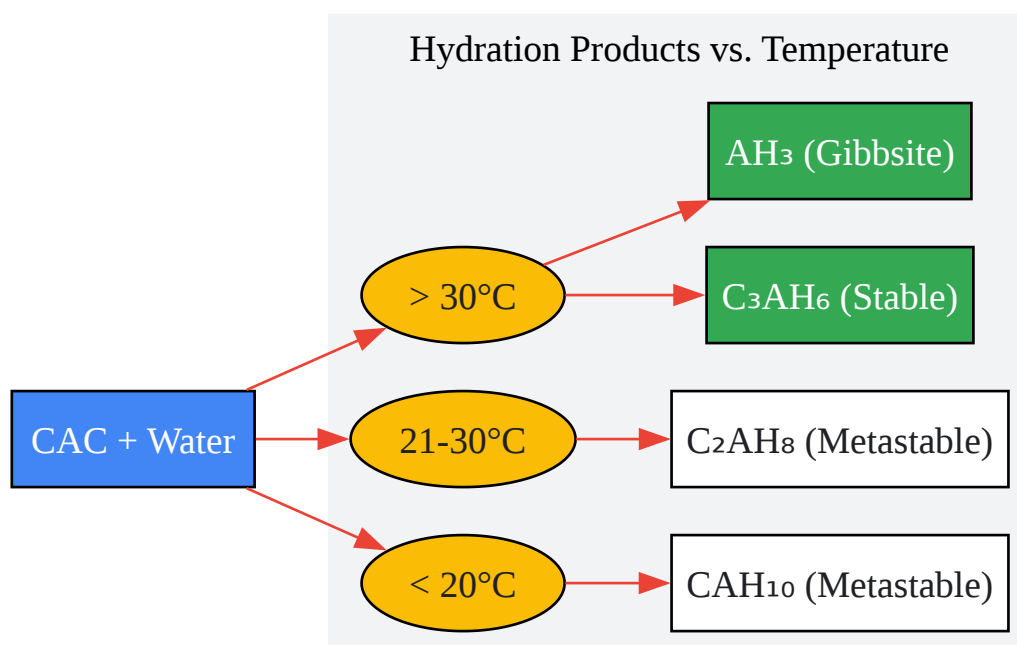 Hydration Products vs. Temperature
AH₃ (Gibbsite)
> 30°C
C₃AH₆ (Stable)
CAC + Water
21-30°C
C₂AH₈ (Metastable)
< 20°C
CAH₁₀ (Metastable)